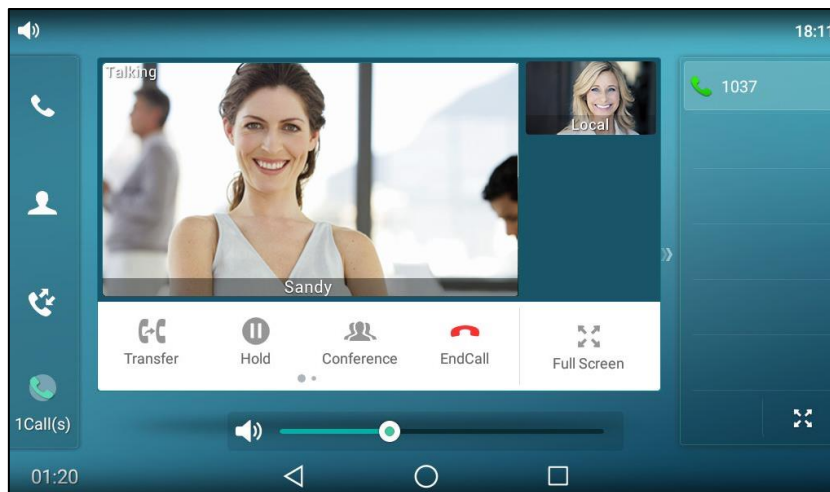 18:11
Talking
Local
1037
Sandy
Transfer
Hold
Conference
EndCall
Full Screen
1Call(s)
01:20